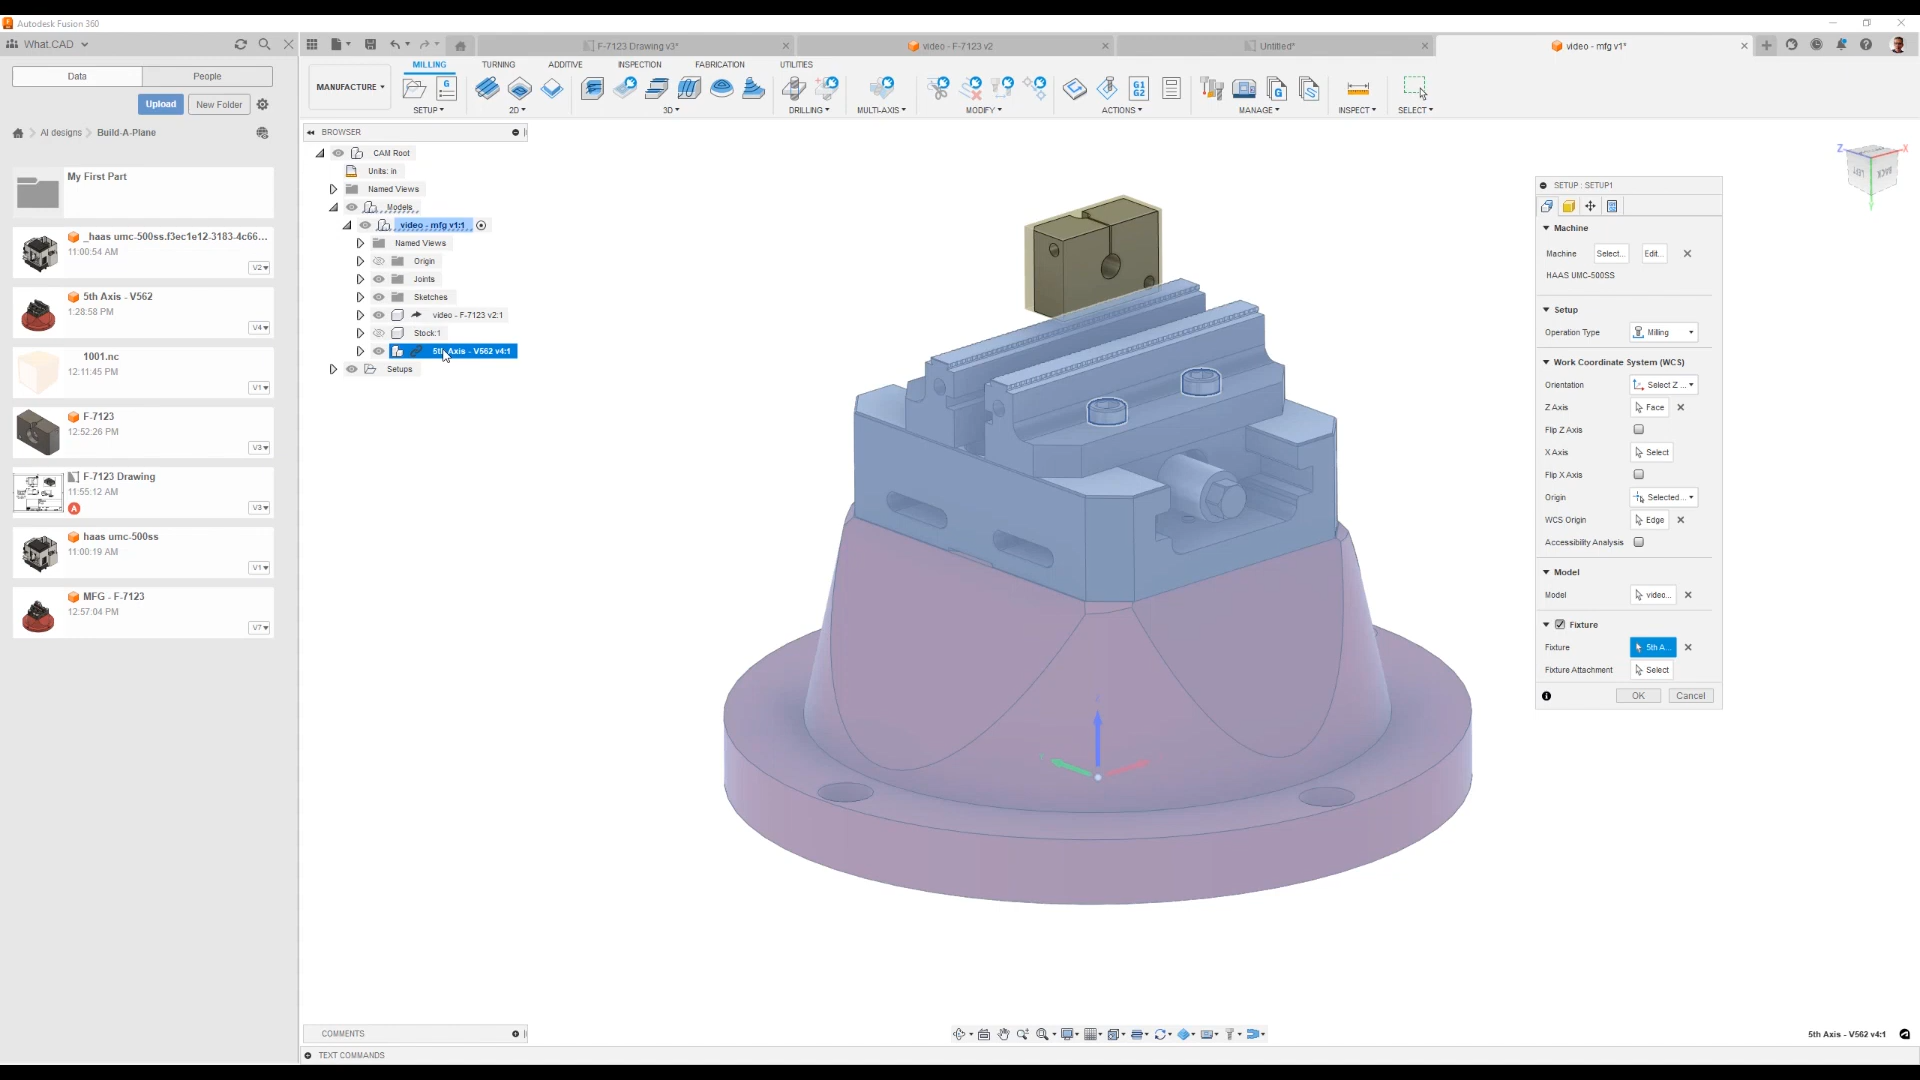 Autodesk Fusion 360
What.CAD
F-7123 Drawing v3*
video - F-7123 v2
Untitled*
video - mfg v1*
Data
People
Upload
New Folder
AI designs
Build-A-Plane
My First Part
_haas umc-500ss.f3ec1e12-3183-4c66...
11:00:54 AM
V2
5th Axis - V562
1:28:58 PM
V4
1001.nc
12:11:45 PM
V1
F-7123
12:52:26 PM
V3
F-7123 Drawing
11:55:12 AM
V3
A
haas umc-500ss
11:00:19 AM
V1
MFG - F-7123
12:57:04 PM
V7
MANUFACTURE
MILLING
TURNING
ADDITIVE
INSPECTION
FABRICATION
UTILITIES
G
G1
G2
SETUP
2D
3D
DRILLING
MULTI-AXIS
MODIFY
ACTIONS
MANAGE
INSPECT
SELECT
BROWSER
CAM Root
Units: in
Named Views
Models
video - mfg v1:1
Named Views
Origin
Joints
Sketches
video - F-7123 v2:1
Stock:1
5th Axis - V562 v4:1
Setups
Z
X
Y
LEFT
BACK
SETUP : SETUP1
Machine
Machine
Select...
Edit...
HAAS UMC-500SS
Setup
Operation Type
Milling
Work Coordinate System (WCS)
Orientation
Select Z ...
Z Axis
Face
Flip Z Axis
X Axis
Select
Flip X Axis
Origin
Selected...
WCS Origin
Edge
Accessibility Analysis
Model
Model
video...
Fixture
Fixture
5th A...
Fixture Attachment
Select
OK
Cancel
COMMENTS
TEXT COMMANDS
5th Axis - V562 v4:1